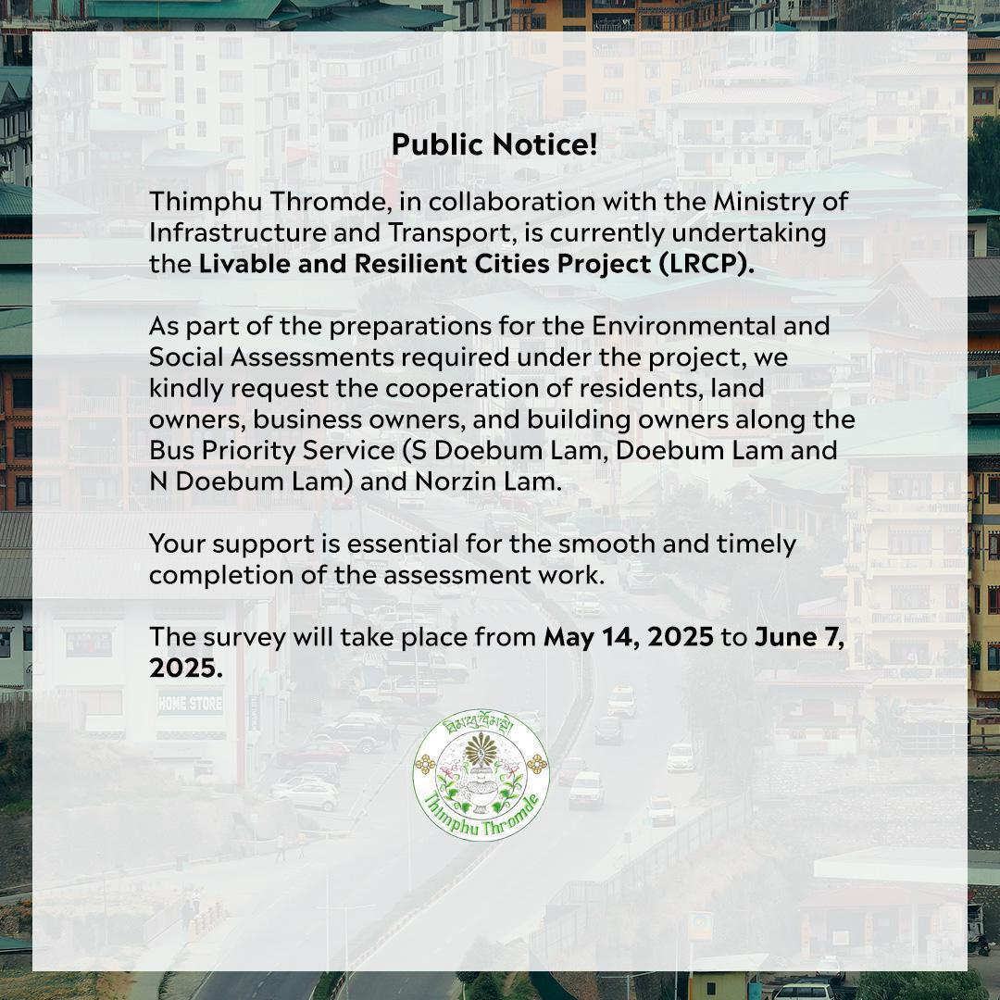 Public Notice!
Thimphu Thromde, in collaboration with the Ministry of
Infrastructure and Transport, is currently undertaking
the Livable and Resilient Cities Project (LRCP).
As part of the preparations for the Environmental and
Social Assessments required under the project, we
kindly request the cooperation of residents, land
owners, business owners, and building owners along the
Bus Priority Service (S Doebum Lam, Doebum Lam and
N Doebum Lam) and Norzin Lam.
Your support is essential for the smooth and timely
completion of the assessment work.
The survey will take place from May 14, 2025 to June 7,
2025.
HOME STORE
ཐིམ་ཕུ་ཁྲོམ་སྡེ།
Thimphu Thromde